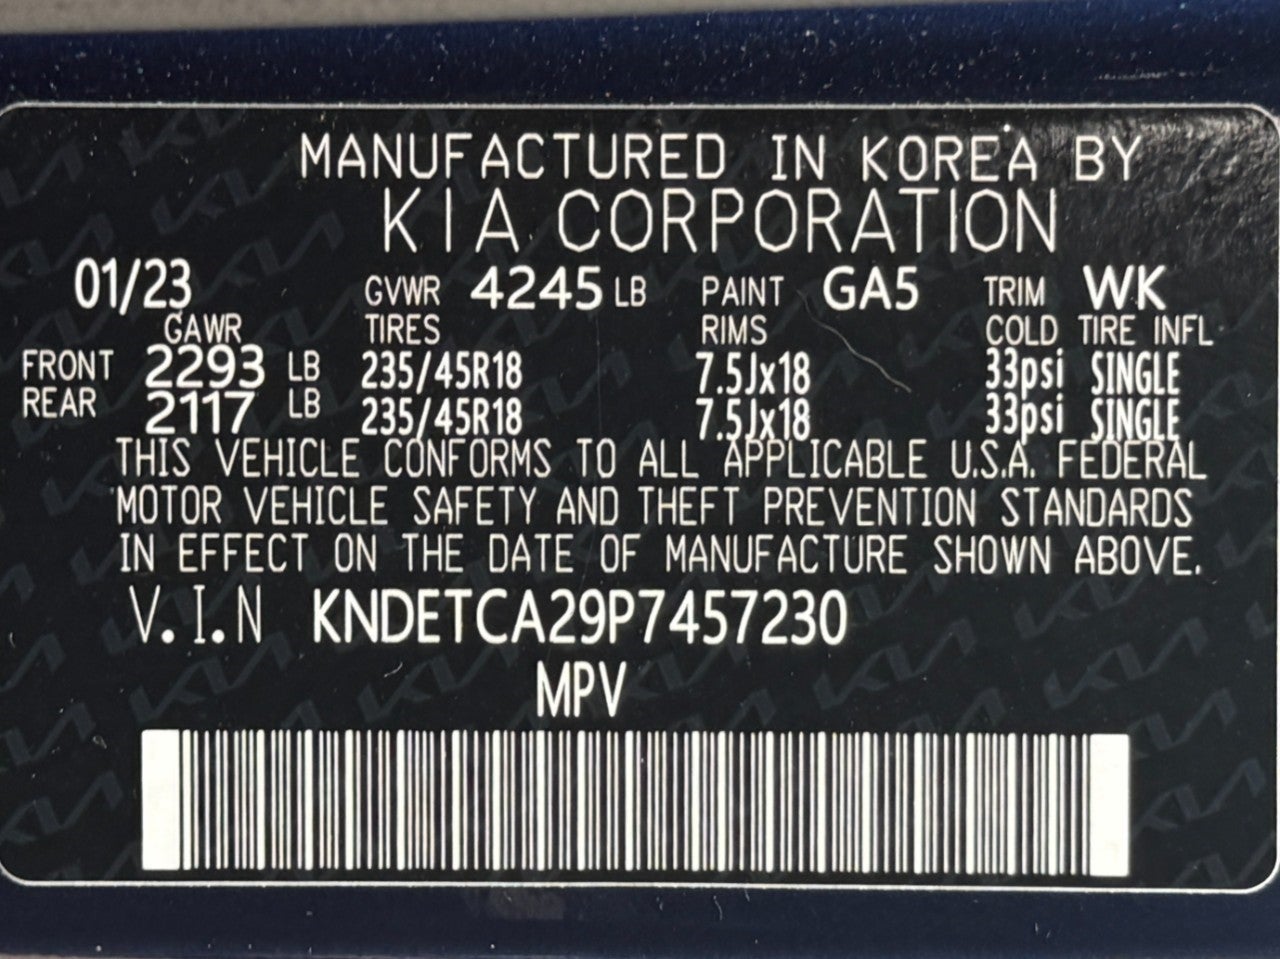 MANUFACTURED IN KOREA BY
KIA CORPORATION
01/23 GVWR 4245 LB PAINT GA5 TRIM WK
GAWR TIRES RIMS COLD TIRE INFL
FRONT 2293 LB 235/45R18 7.5Jx18 33psi SINGLE
REAR 2117 LB 235/45R18 7.5Jx18 33psi SINGLE
THIS VEHICLE CONFORMS TO ALL APPLICABLE U.S.A. FEDERAL
MOTOR VEHICLE SAFETY AND THEFT PREVENTION STANDARDS
IN EFFECT ON THE DATE OF MANUFACTURE SHOWN ABOVE.
V.I.N KNDETCA29P7457230
MPV